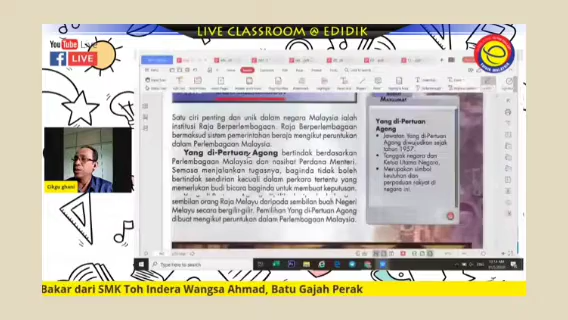 LIVE CLASSROOM @ EDIDIK
YouTube Live
LIVE
Satu ciri penting dan unik dalam negara Malaysia ialah
institusi Raja Berperlembagaan. Raja Berperlembagaan
bermaksud sistem pemerintahan beraja mengikut peruntukan
dalam Perlembagaan Malaysia.
Yang di-Pertuan Agong bertindak berdasarkan
Perlembagaan Malaysia dan nasihat Perdana Menteri.
Semasa menjalankan tugasnya, baginda tidak boleh
bertindak sendirian kecuali dalam perkara tertentu yang
memerlukan budi bicara baginda untuk membuat keputusan.
sembilan orang Raja Melayu daripada sembilan buah Negeri
Melayu secara bergilir-gilir. Pemilihan Yang di-Pertuan Agong
dibuat mengikut peruntukan dalam Perlembagaan Malaysia.
Maklumat
Yang di-Pertuan
Agong
• Jawatan Yang di-Pertuan
Agong diwujudkan sejak
tahun 1957.
• Tonggak negara dan
Ketua Utama Negara.
• Merupakan simbol
keutuhan dan
perpaduan rakyat di
negara ini.
Cikgu ghani
Type here to search
Bakar dari SMK Toh Indera Wangsa Ahmad, Batu Gajah Perak